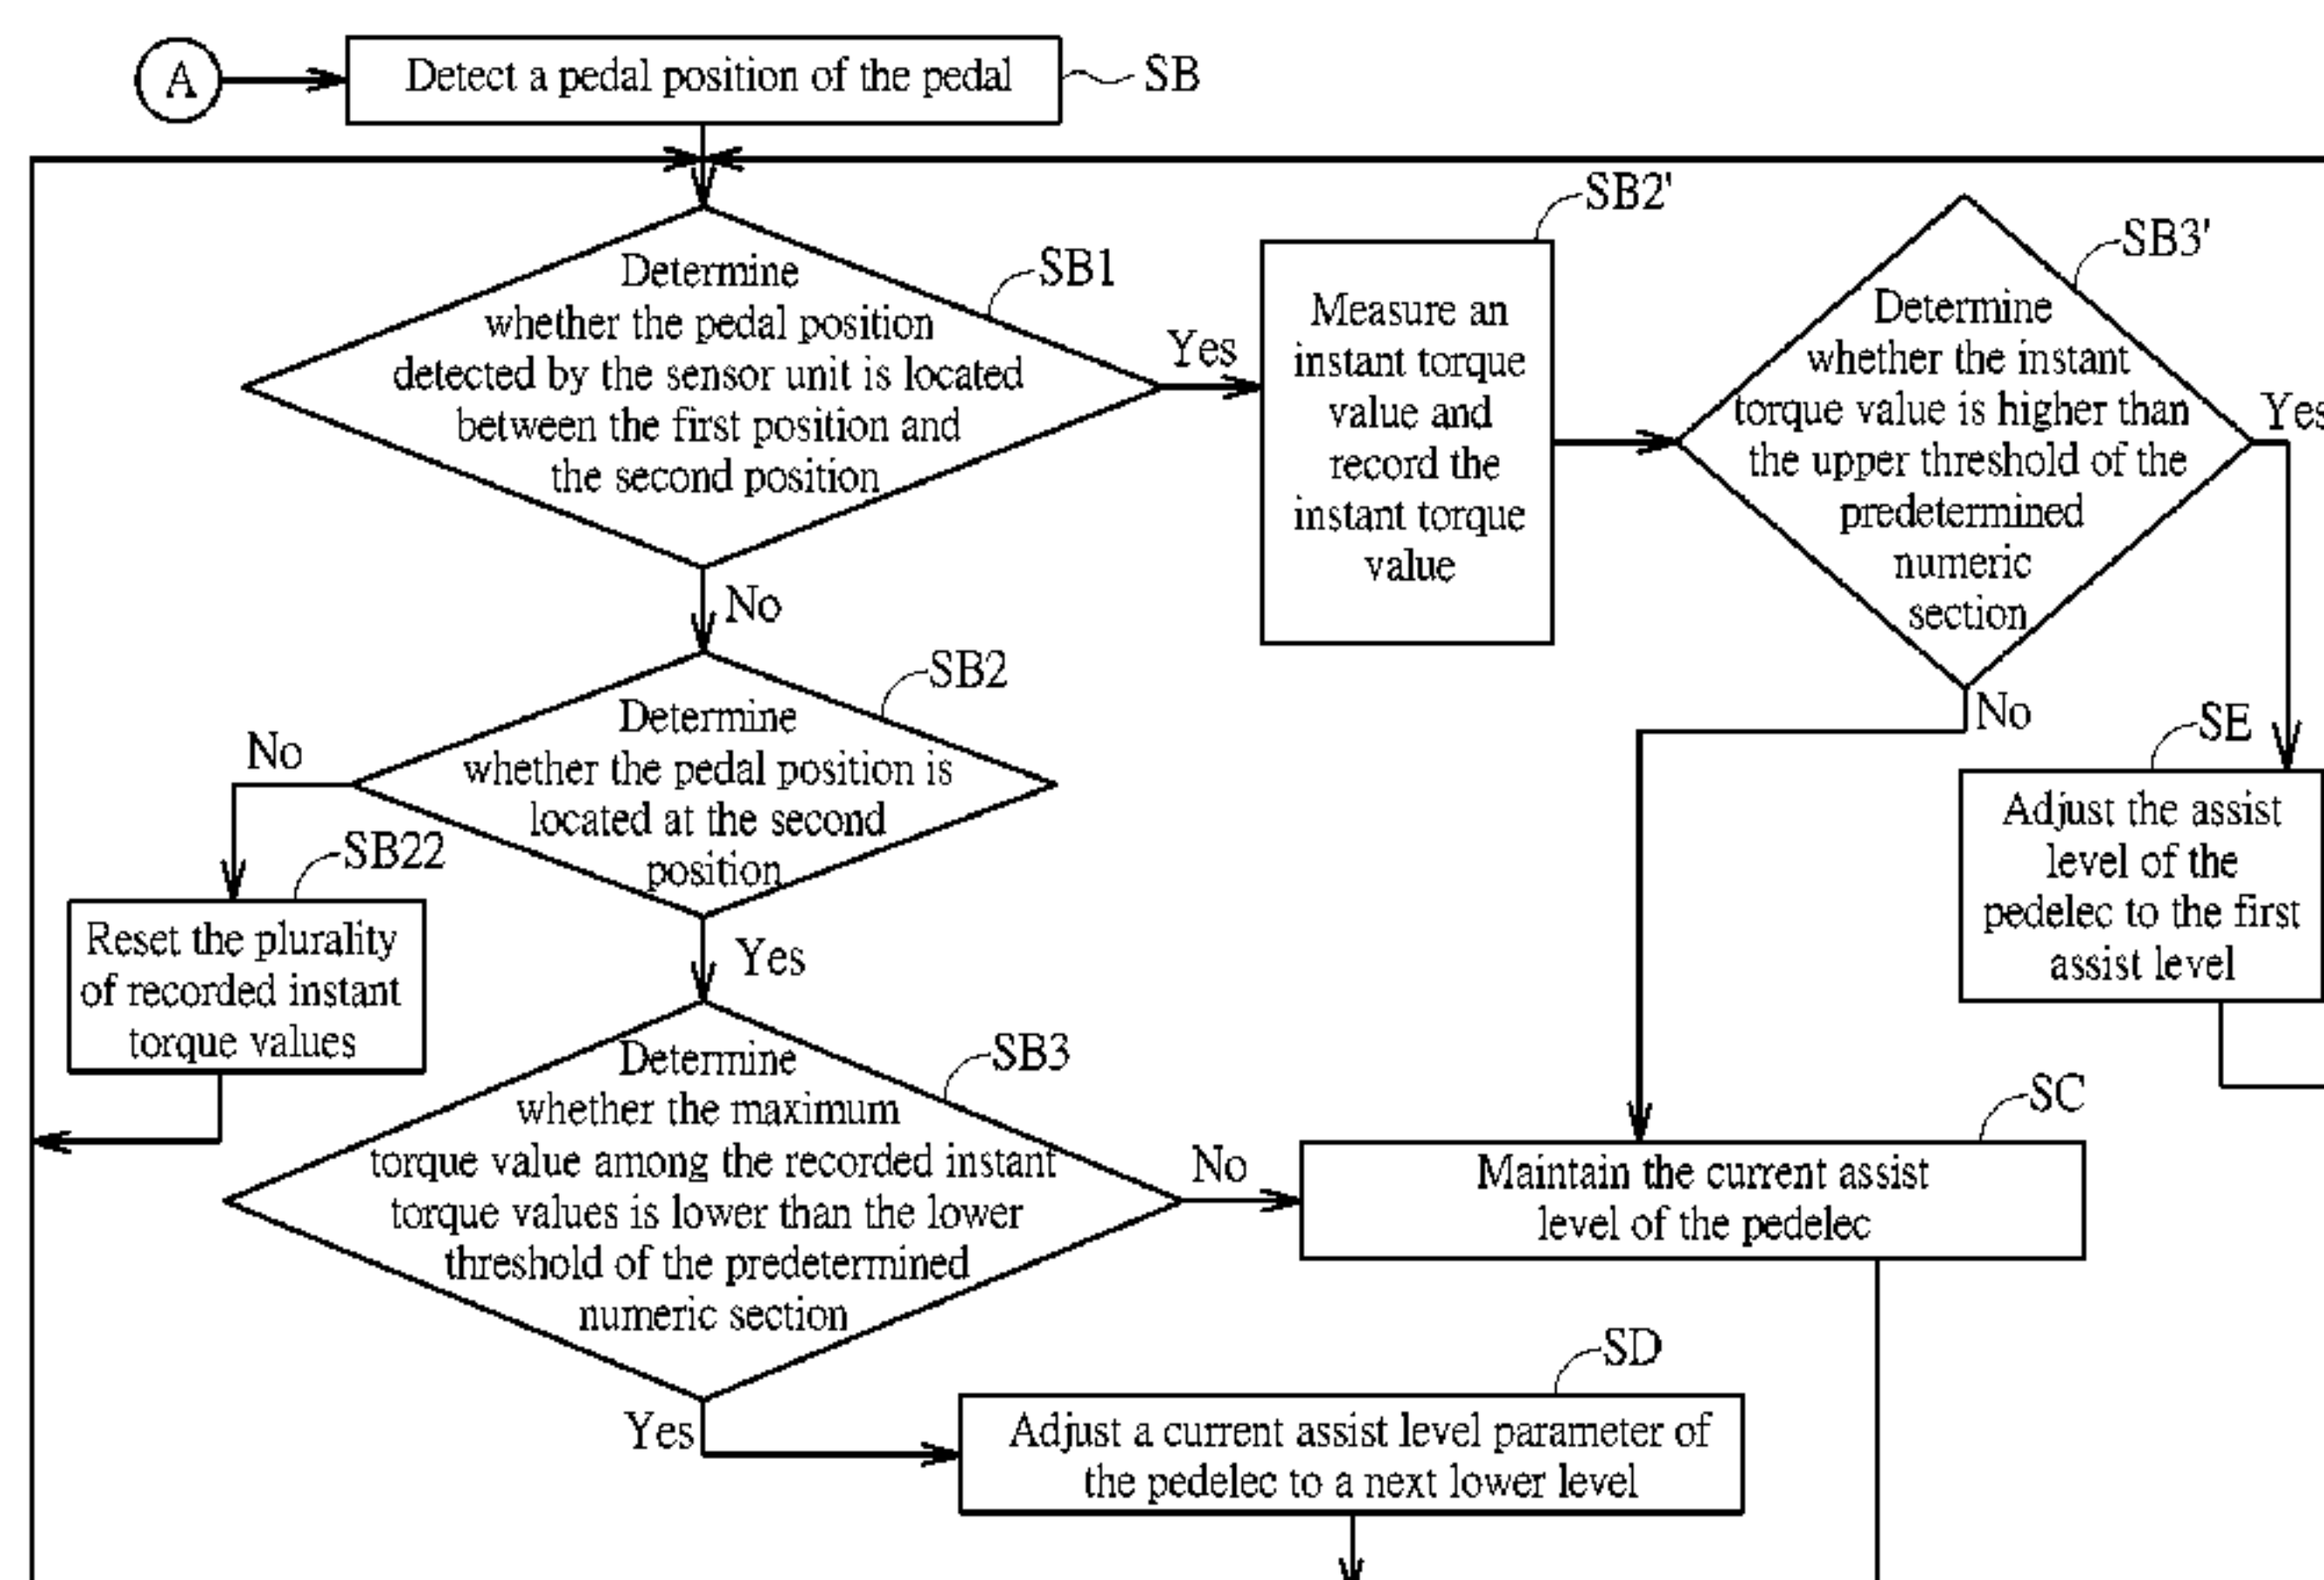 A
Detect a pedal position of the pedal
SB
Determine
whether the pedal position
detected by the sensor unit is located
between the first position and
the second position
SB1
Yes
No
Measure an
instant torque
value and
record the
instant torque
value
SB2'
Determine
whether the instant
torque value is higher than
the upper threshold of the
predetermined
numeric
section
SB3'
Yes
No
Determine
whether the pedal position is
located at the second
position
SB2
No
Yes
Adjust the assist
level of the
pedelec to the first
assist level
SE
Reset the plurality
of recorded instant
torque values
SB22
Determine
whether the maximum
torque value among the recorded instant
torque values is lower than the lower
threshold of the predetermined
numeric section
SB3
No
Yes
Maintain the current assist
level of the pedelec
SC
Adjust a current assist level parameter of
the pedelec to a next lower level
SD